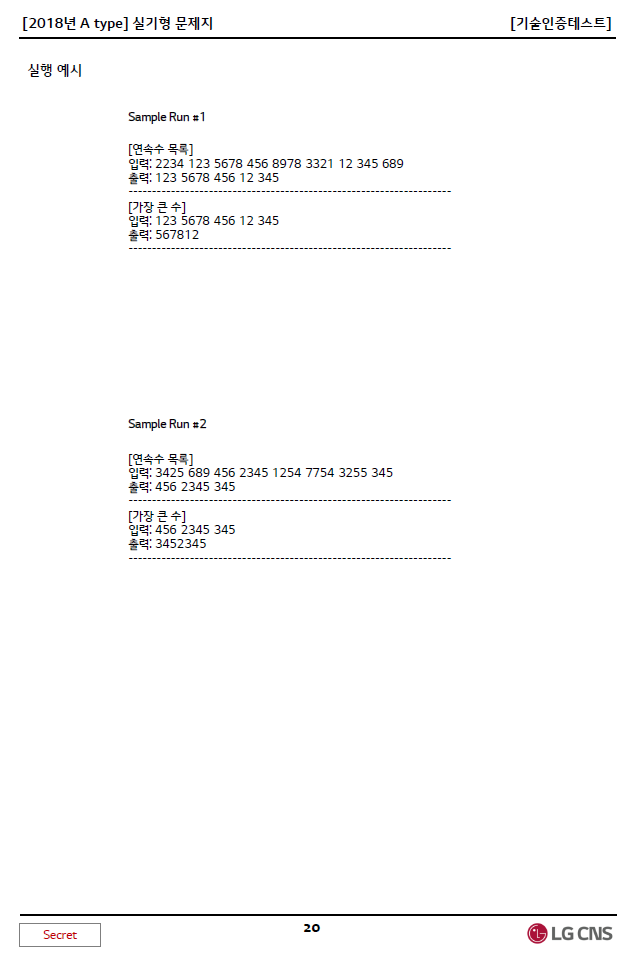 [2018년 A type] 실기형 문제지
[기술인증테스트]
실행 예시
Sample Run #1
[연속수 목록]
입력: 2234 123 5678 456 8978 3321 12 345 689
출력: 123 5678 456 12 345
----------------------------------------------------------------------
[가장 큰 수]
입력: 123 5678 456 12 345
출력: 567812
----------------------------------------------------------------------
Sample Run #2
[연속수 목록]
입력: 3425 689 456 2345 1254 7754 3255 345
출력: 456 2345 345
----------------------------------------------------------------------
[가장 큰 수]
입력: 456 2345 345
출력: 3452345
----------------------------------------------------------------------
Secret
20
LG CNS